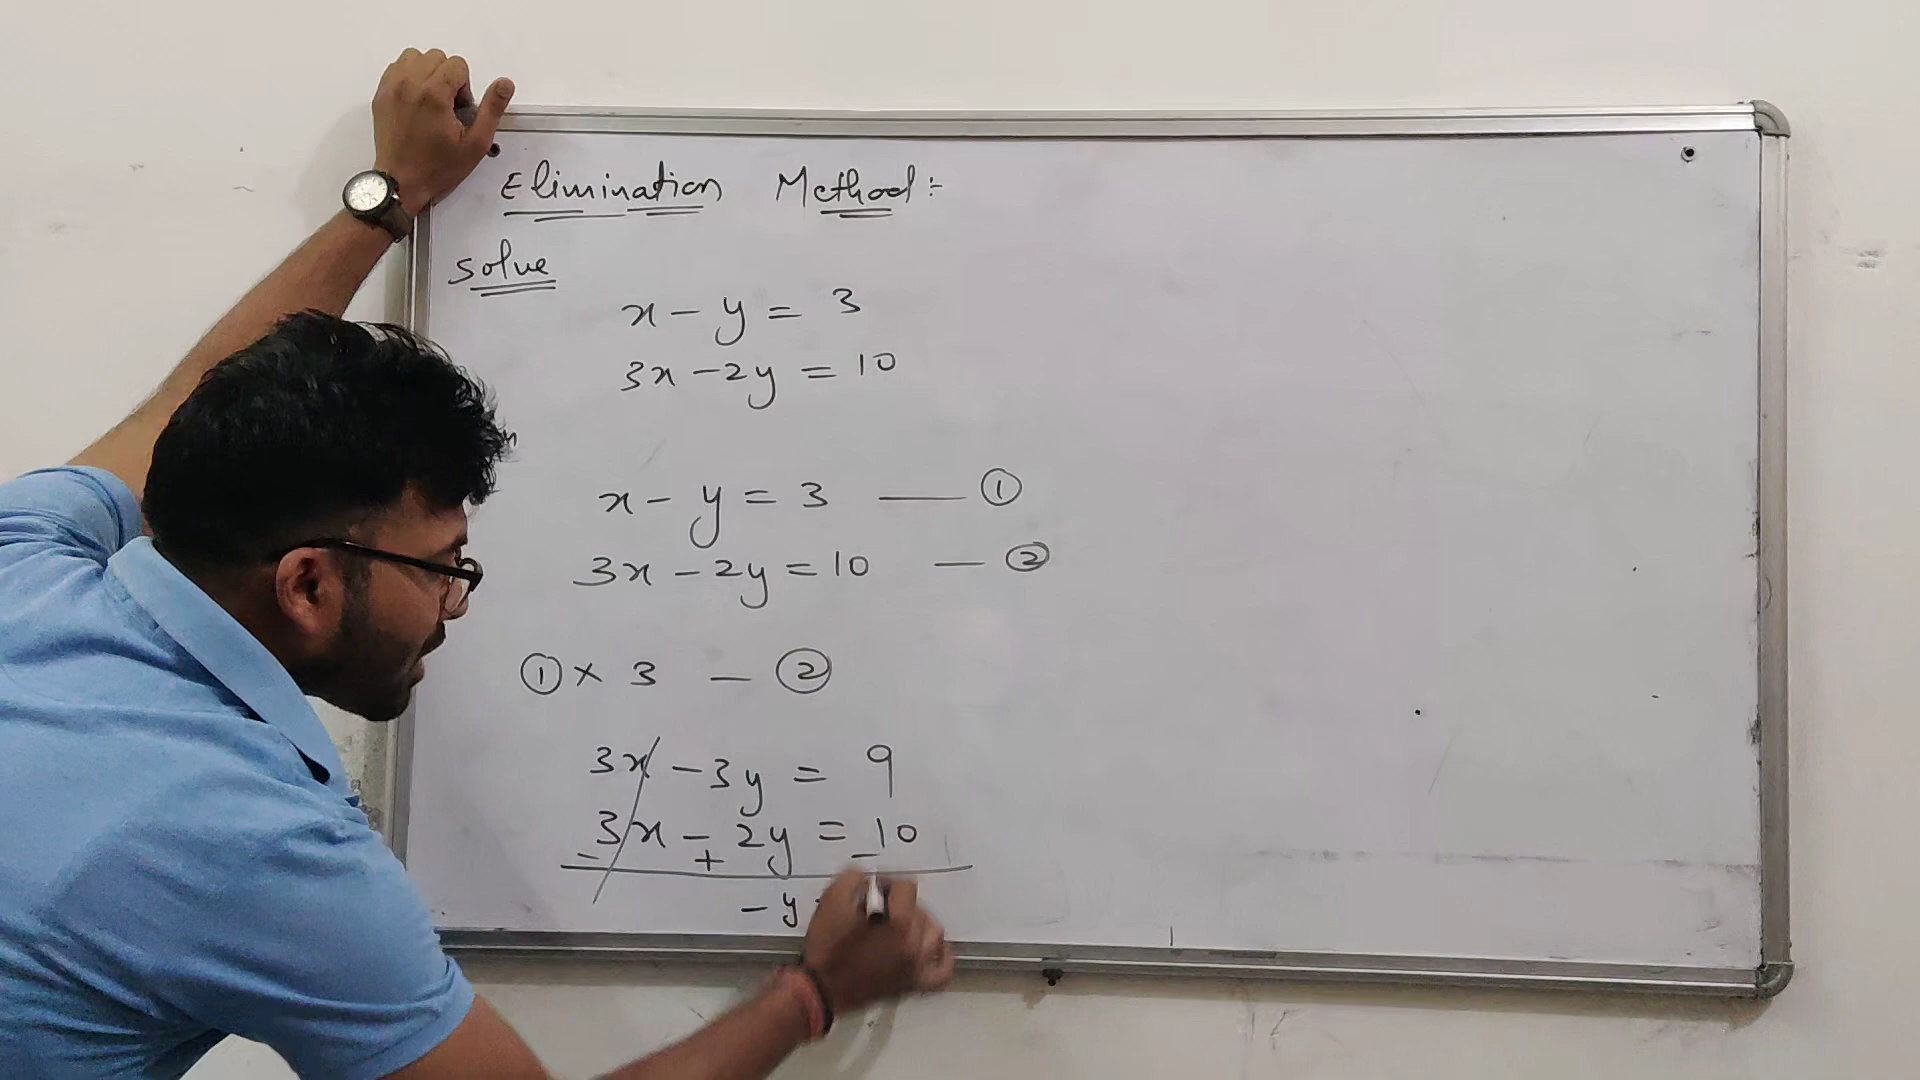 Elimination Method :-
Solve
x - y = 3
3x - 2y = 10
x - y = 3 —— ①
3x - 2y = 10 — ②
① × 3 - ②
3x - 3y = 9
3x - 2y = 10
- + -
- y